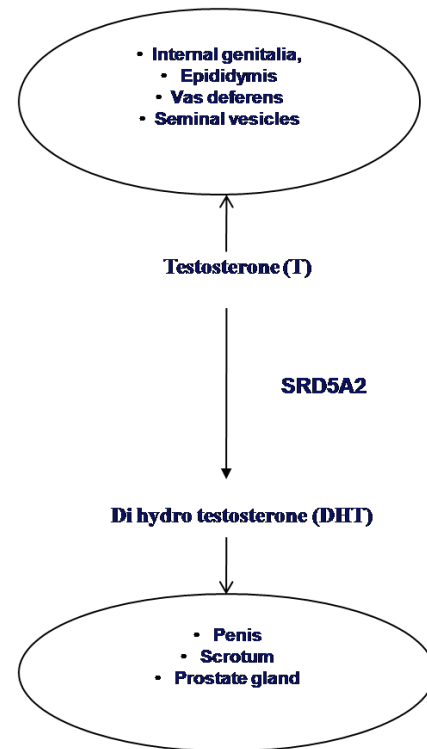 • Internal genitalia,
• Epididymis
• Vas deferens
• Seminal vesicles
Testosterone (T)
SRD5A2
Di hydro testosterone (DHT)
• Penis
• Scrotum
• Prostate gland